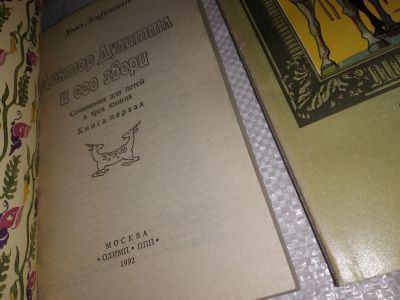 Хью Лофтинг
Доктор Дулиттл
и его звери
Сочинения для детей
в трех книгах
Книга первая
МОСКВА
• ОЛИМП • ППП •
1992